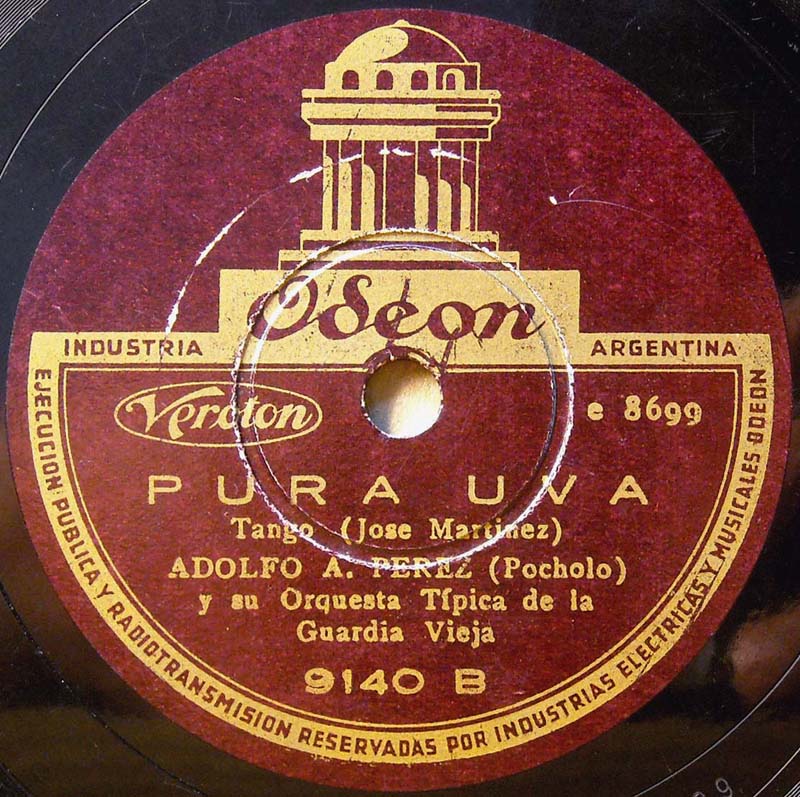 Odeon
INDUSTRIA ARGENTINA
Veroton
e 8699
PURA UVA
Tango (Jose Martinez)
ADOLFO A. PEREZ (Pocholo)
y su Orquesta Típica de la
Guardia Vieja
9140 B
EJECUCION PUBLICA Y RADIOTRANSMISION RESERVADAS POR INDUSTRIAS ELECTRICAS Y MUSICALES ODEON